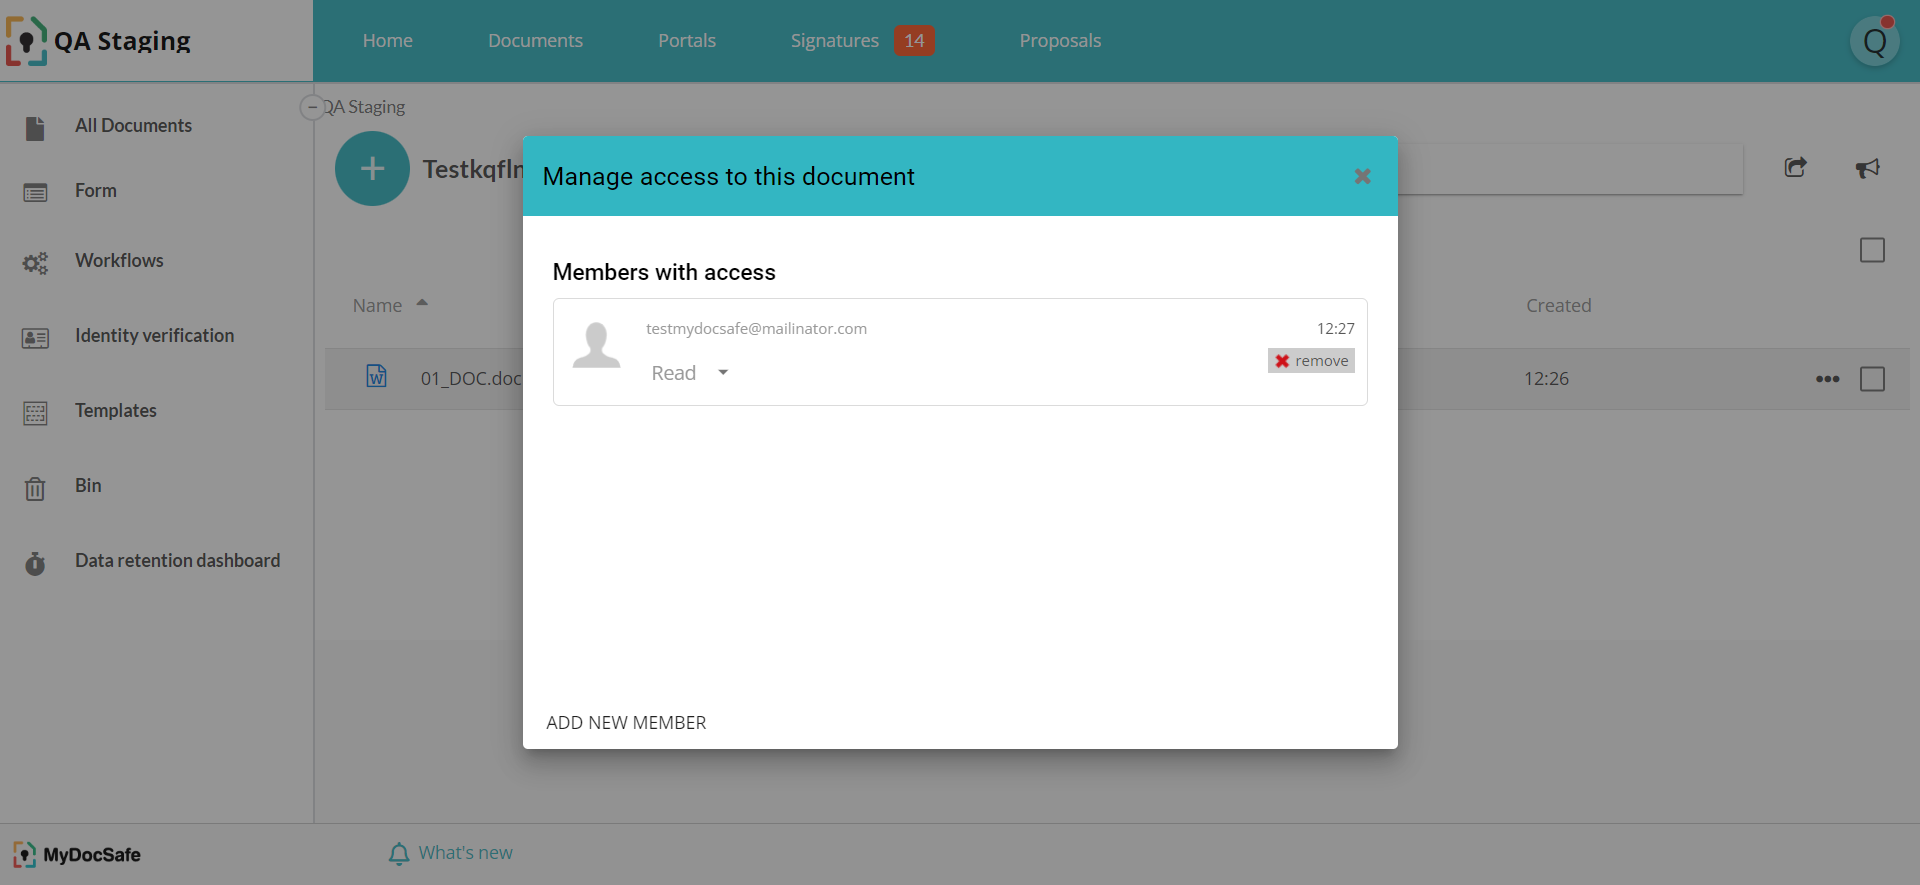 QA Staging
Home
Documents
Portals
Signatures 14
Proposals
Q
All Documents
Form
Workflows
Identity verification
Templates
Bin
Data retention dashboard
QA Staging
Manage access to this document
Members with access
testmydocsafe@mailinator.com
12:27
Read
remove
ADD NEW MEMBER
Name
Created
01_DOC.doc
12:26
MyDocSafe
What's new